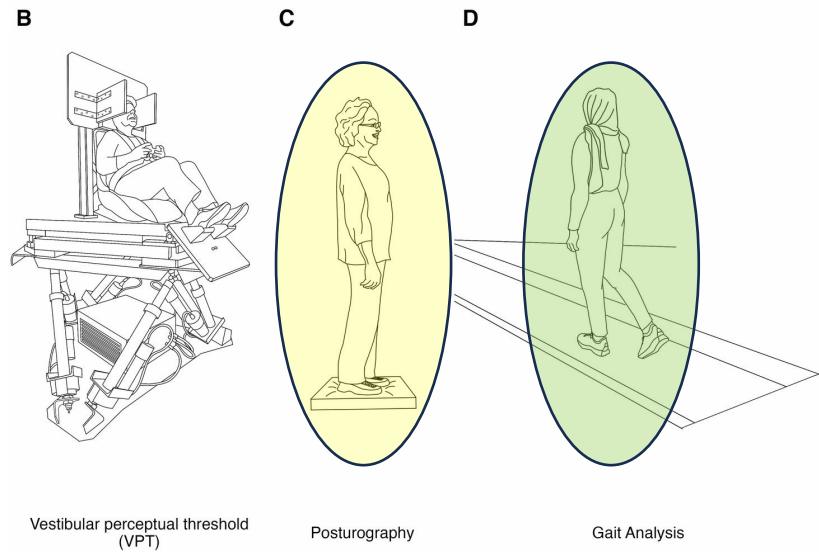 B
C
D
Vestibular perceptual threshold
(VPT)
Posturography
Gait Analysis